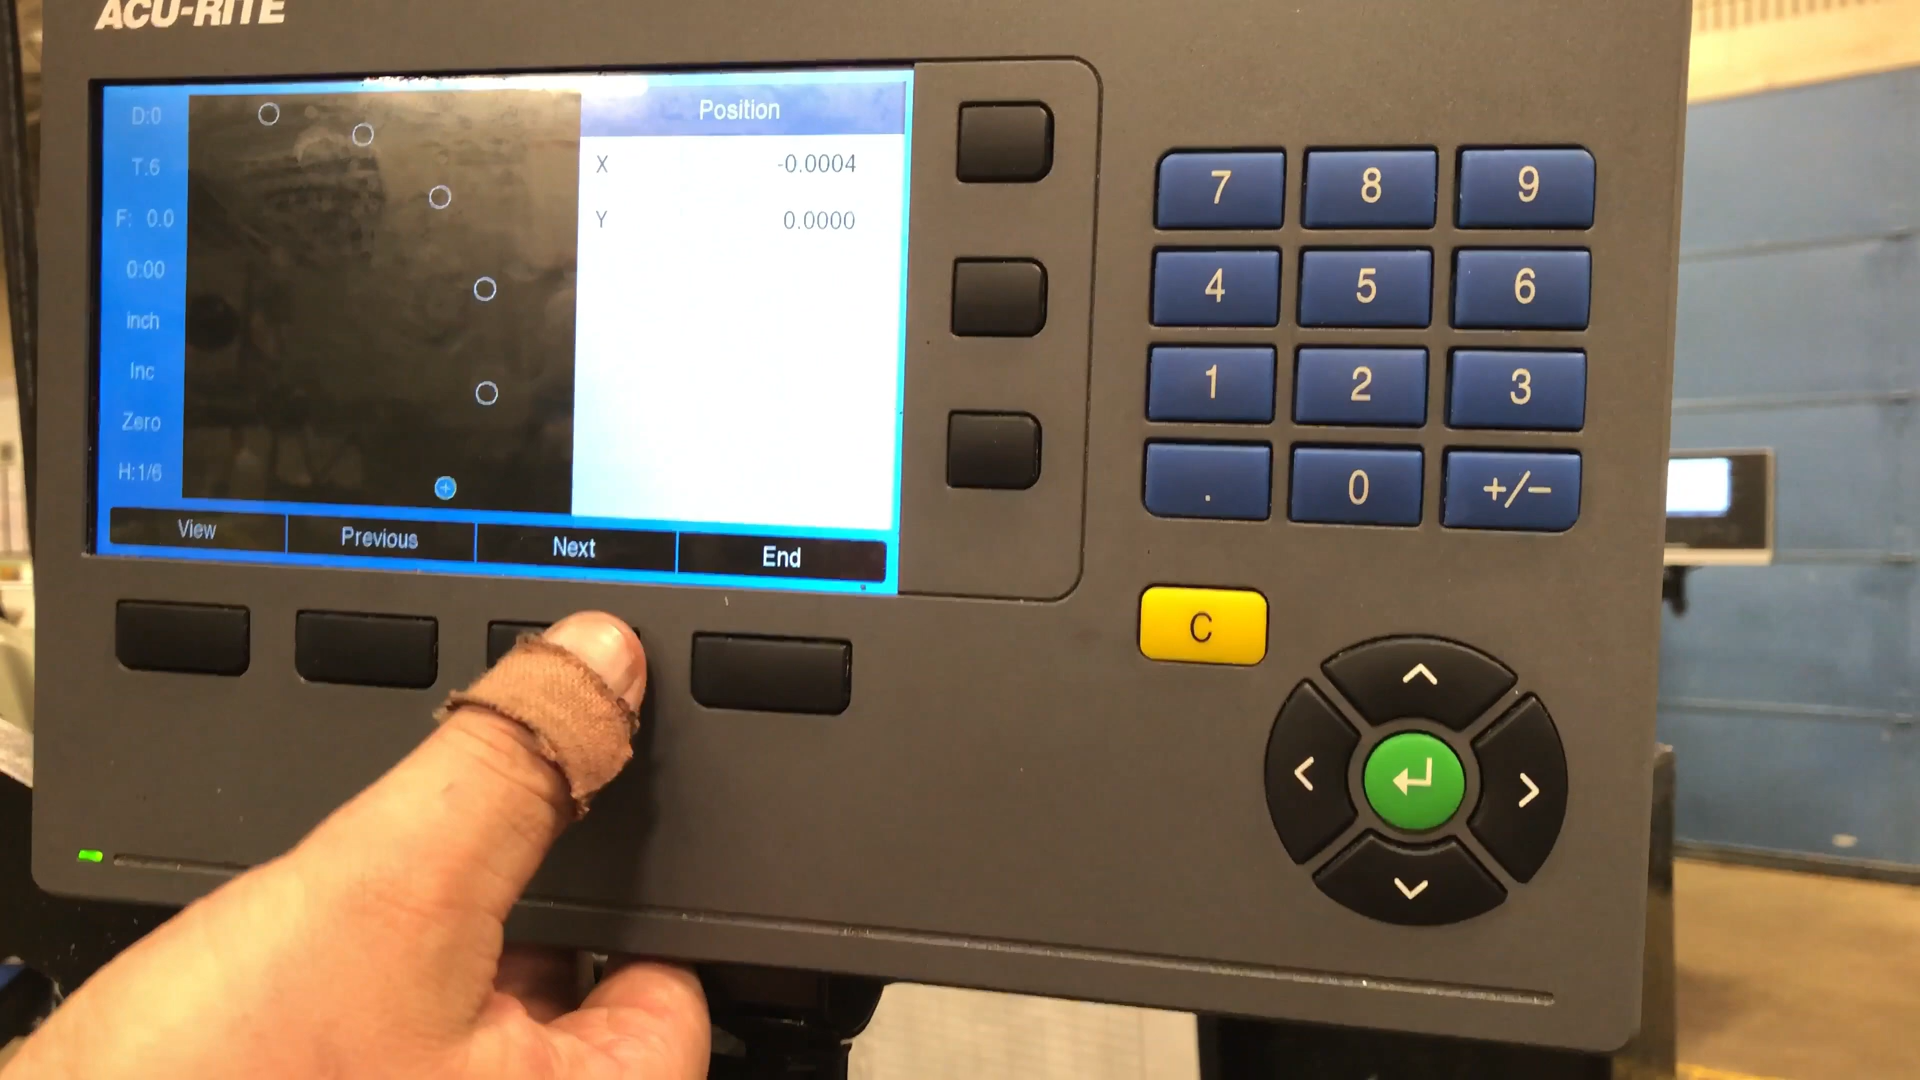 ACU-RITE
D:0
T:6
F: 0.0
0:00
inch
Inc
Zero
H:1/6
Position
X -0.0004
Y 0.0000
View Previous Next End
7 8 9
4 5 6
1 2 3
. 0 +/−
C